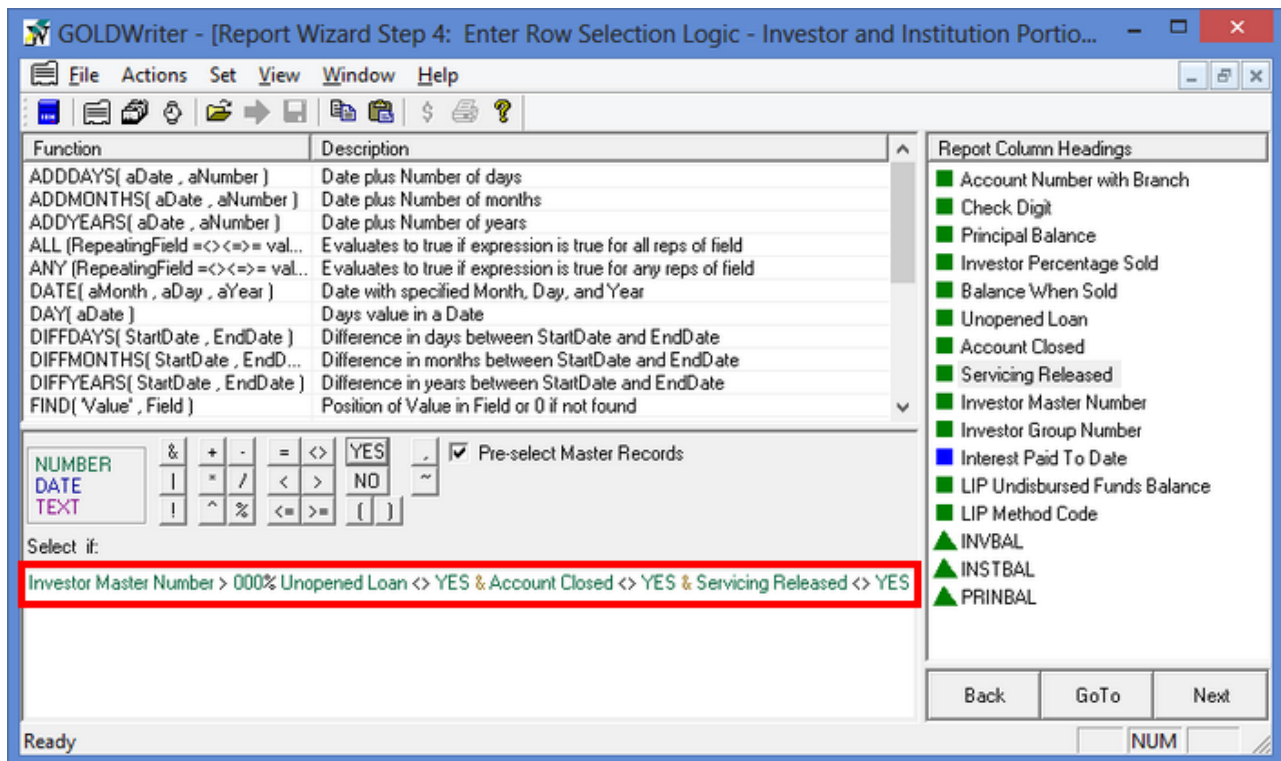 GOLDWriter - [Report Wizard Step 4: Enter Row Selection Logic - Investor and Institution Portio...
File Actions Set View Window Help
Function Description
ADDDAYS( aDate , aNumber ) Date plus Number of days
ADDMONTHS( aDate , aNumber ) Date plus Number of months
ADDYEARS( aDate , aNumber ) Date plus Number of years
ALL (RepeatingField =<><=>= val... Evaluates to true if expression is true for all reps of field
ANY (RepeatingField =<><=>= val... Evaluates to true if expression is true for any reps of field
DATE( aMonth , aDay , aYear ) Date with specified Month, Day, and Year
DAY( aDate ) Days value in a Date
DIFFDAYS( StartDate , EndDate ) Difference in days between StartDate and EndDate
DIFFMONTHS( StartDate , EndD... Difference in months between StartDate and EndDate
DIFFYEARS( StartDate , EndDate ) Difference in years between StartDate and EndDate
FIND( 'Value' , Field ) Position of Value in Field or 0 if not found
NUMBER
DATE
TEXT
& + - = <> YES , Pre-select Master Records
| * / < > NO ~
! ^ % <= >= ( )
Select if:
Investor Master Number > 000% Unopened Loan <> YES & Account Closed <> YES & Servicing Released <> YES
Report Column Headings
Account Number with Branch
Check Digit
Principal Balance
Investor Percentage Sold
Balance When Sold
Unopened Loan
Account Closed
Servicing Released
Investor Master Number
Investor Group Number
Interest Paid To Date
LIP Undisbursed Funds Balance
LIP Method Code
INVBAL
INSTBAL
PRINBAL
Back GoTo Next
Ready NUM